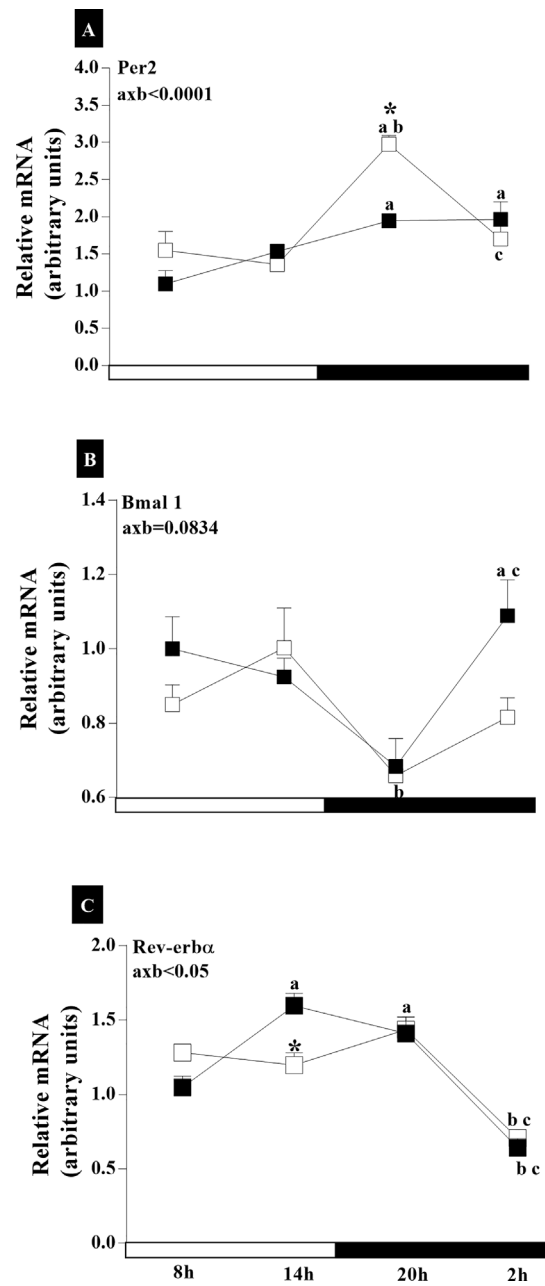 A
Per2
axb<0.0001
4.0
3.5
3.0
2.5
2.0
1.5
1.0
0.5
0.0
Relative mRNA
(arbitrary units)
*
a b
a
a
c
B
Bmal 1
axb=0.0834
1.4
1.2
1.0
0.8
0.6
Relative mRNA
(arbitrary units)
a c
b
C
Rev-erbα
axb<0.05
2.0
1.5
1.0
0.5
0.0
Relative mRNA
(arbitrary units)
a
a
*
b c
b c
8h 14h 20h 2h